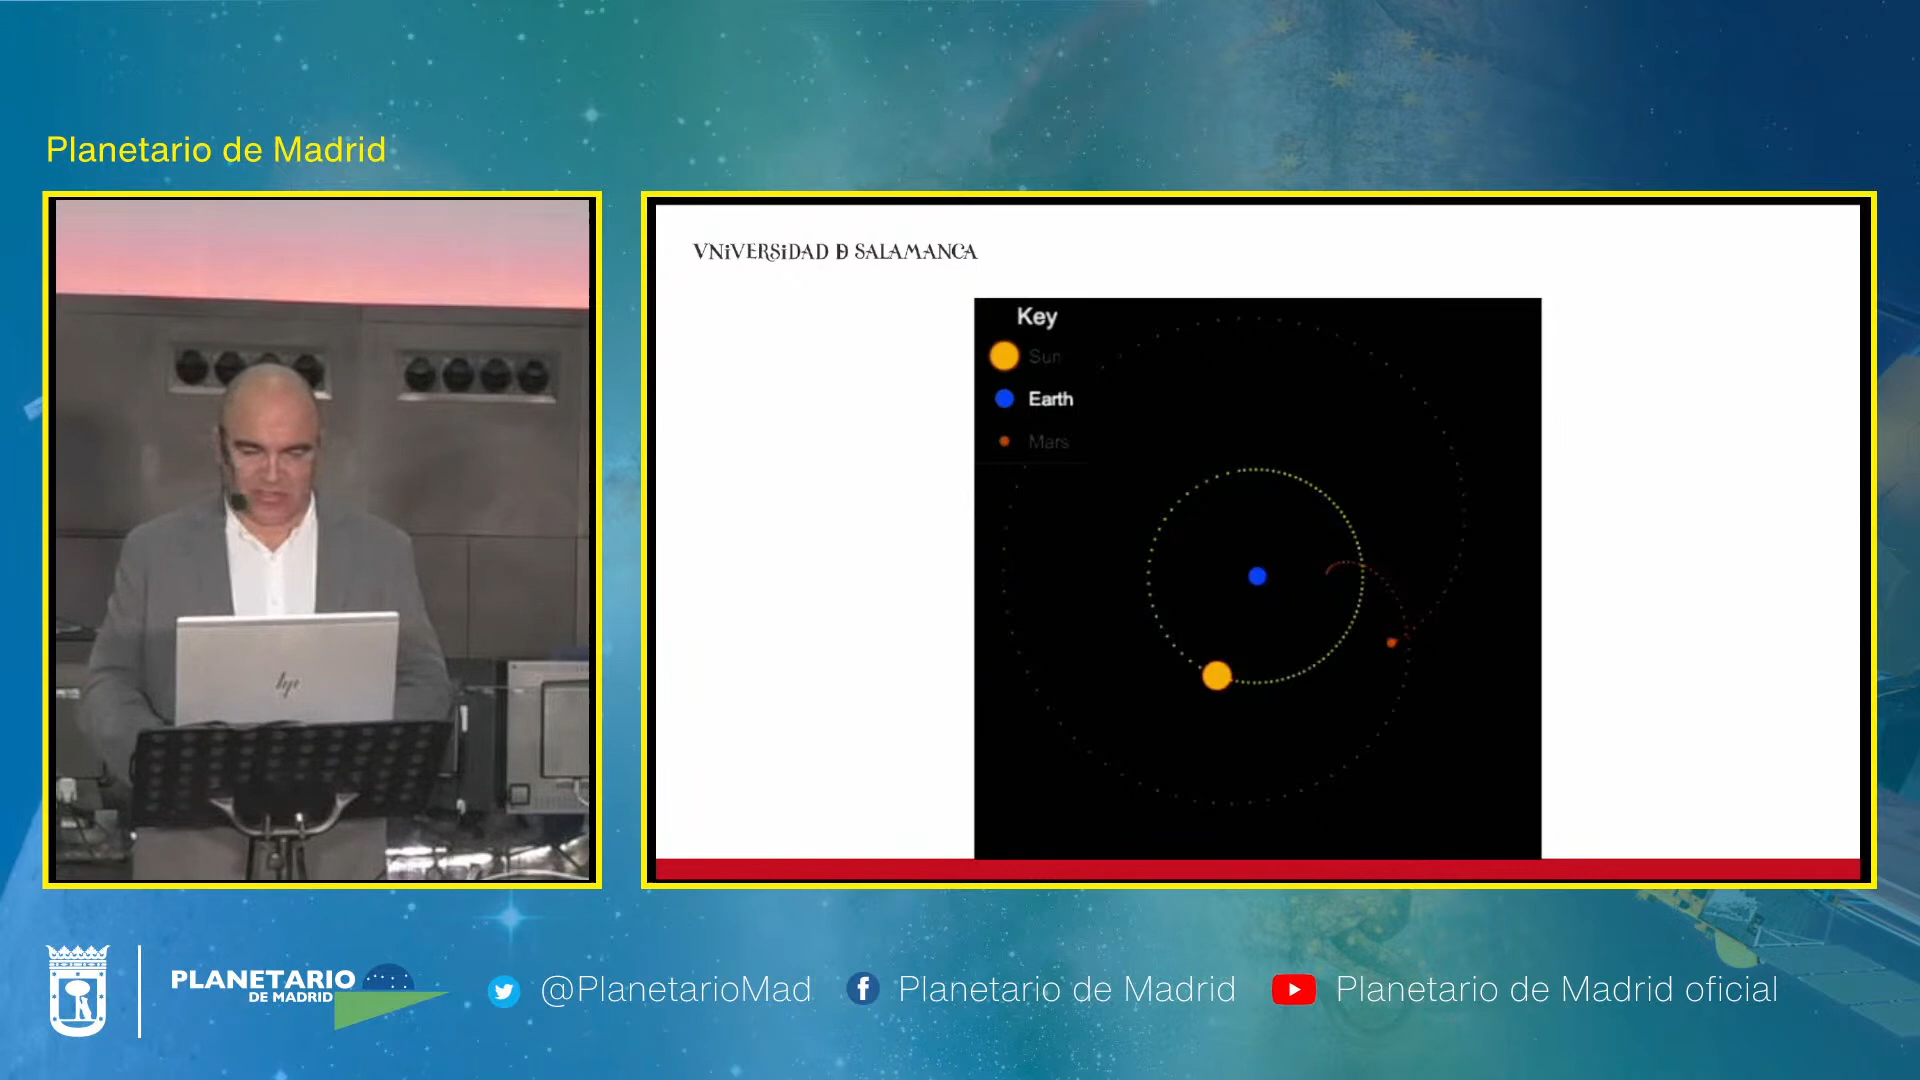 Planetario de Madrid
VNiVERSiDAD Ð SALAMANCA
Key
Sun
Earth
Mars
hp
PLANETARIO
DE MADRID
@PlanetarioMad
Planetario de Madrid
Planetario de Madrid oficial